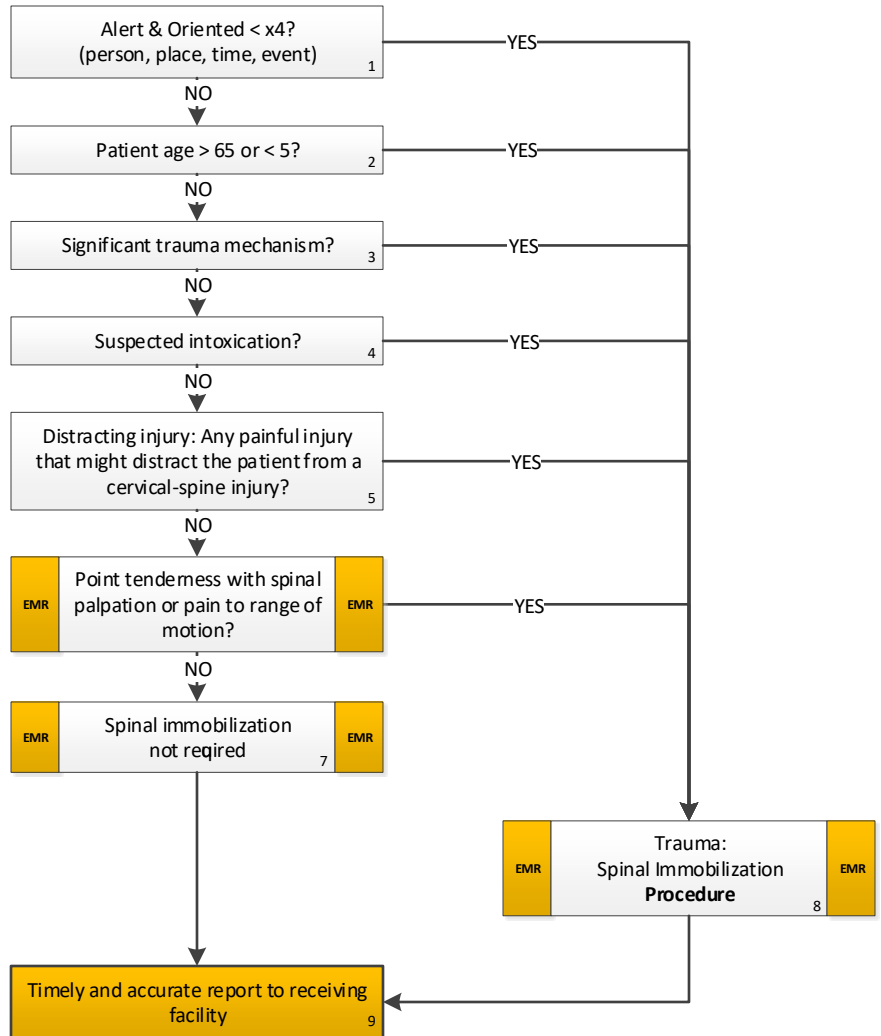 Alert & Oriented < x4?
(person, place, time, event)
1
YES
NO
Patient age > 65 or < 5?
2
YES
NO
Significant trauma mechanism?
3
YES
NO
Suspected intoxication?
4
YES
NO
Distracting injury: Any painful injury
that might distract the patient from a
cervical-spine injury?
5
YES
NO
EMR
Point tenderness with spinal
palpation or pain to range of
motion?
EMR
YES
NO
EMR
Spinal immobilization
not reqired
7
EMR
EMR
Trauma:
Spinal Immobilization
Procedure
8
EMR
Timely and accurate report to receiving
facility
9